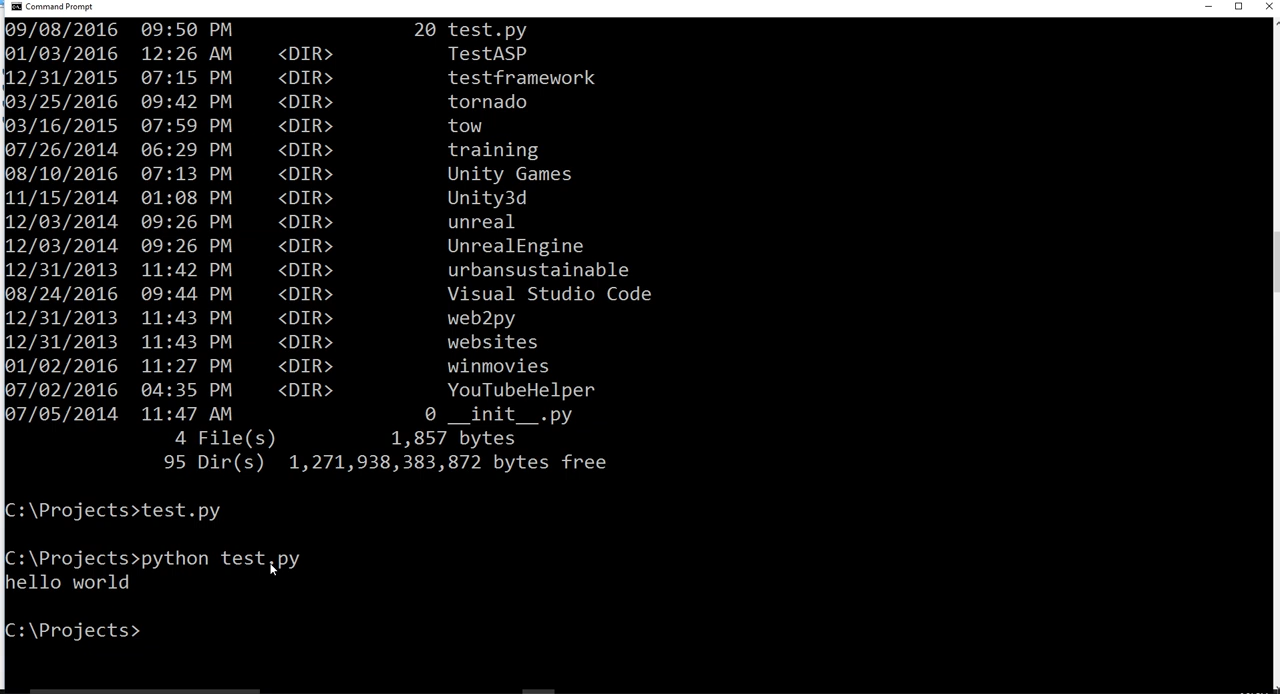 Command Prompt
09/08/2016  09:50 PM                20 test.py
01/03/2016  12:26 AM    <DIR>          TestASP
12/31/2015  07:15 PM    <DIR>          testframework
03/25/2016  09:42 PM    <DIR>          tornado
03/16/2015  07:59 PM    <DIR>          tow
07/26/2014  06:29 PM    <DIR>          training
08/10/2016  07:13 PM    <DIR>          Unity Games
11/15/2014  01:08 PM    <DIR>          Unity3d
12/03/2014  09:26 PM    <DIR>          unreal
12/03/2014  09:26 PM    <DIR>          UnrealEngine
12/31/2013  11:42 PM    <DIR>          urbansustainable
08/24/2016  09:44 PM    <DIR>          Visual Studio Code
12/31/2013  11:43 PM    <DIR>          web2py
12/31/2013  11:43 PM    <DIR>          websites
01/02/2016  11:27 PM    <DIR>          winmovies
07/02/2016  04:35 PM    <DIR>          YouTubeHelper
07/05/2014  11:47 AM                 0 __init__.py
               4 File(s)          1,857 bytes
              95 Dir(s)  1,271,938,383,872 bytes free
C:\Projects>test.py
C:\Projects>python test.py
hello world
C:\Projects>